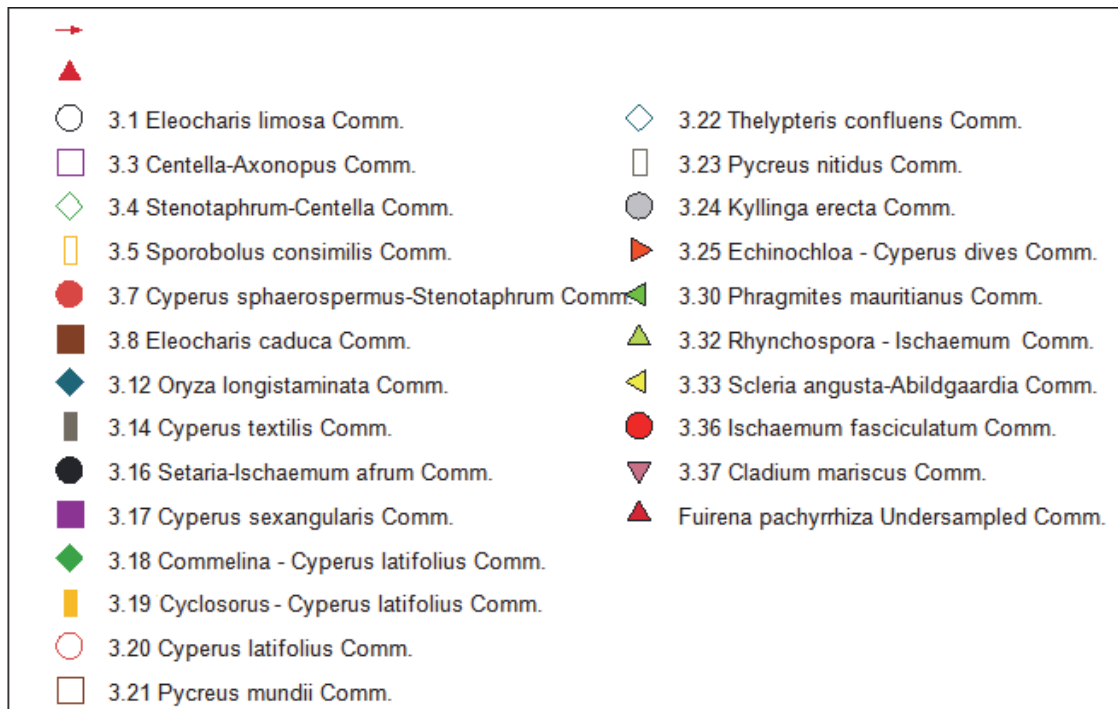 3.1 Eleocharis limosa Comm.
3.3 Centella-Axonopus Comm.
3.4 Stenotaphrum-Centella Comm.
3.5 Sporobolus consimilis Comm.
3.7 Cyperus sphaerospermus-Stenotaphrum Comm.
3.8 Eleocharis caduca Comm.
3.12 Oryza longistaminata Comm.
3.14 Cyperus textilis Comm.
3.16 Setaria-Ischaemum afrum Comm.
3.17 Cyperus sexangularis Comm.
3.18 Commelina - Cyperus latifolius Comm.
3.19 Cyclosorus - Cyperus latifolius Comm.
3.20 Cyperus latifolius Comm.
3.21 Pycreus mundii Comm.
3.22 Thelypteris confluens Comm.
3.23 Pycreus nitidus Comm.
3.24 Kyllinga erecta Comm.
3.25 Echinochloa - Cyperus dives Comm.
3.30 Phragmites mauritianus Comm.
3.32 Rhynchospora - Ischaemum Comm.
3.33 Scleria angusta-Abildgaardia Comm.
3.36 Ischaemum fasciculatum Comm.
3.37 Cladium mariscus Comm.
Fuirena pachyrrhiza Undersampled Comm.